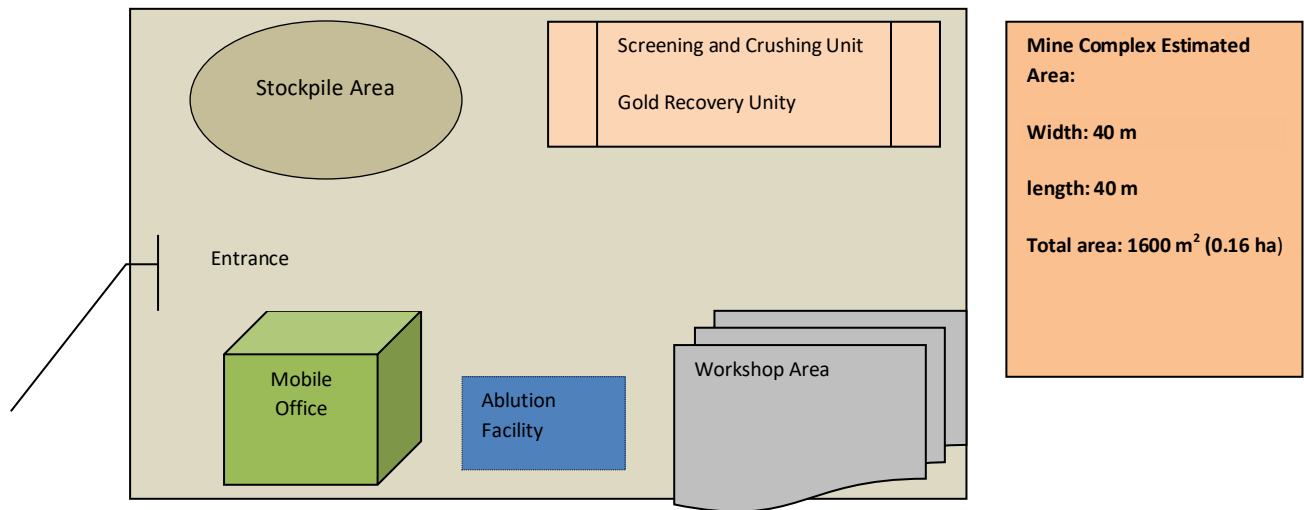 Stockpile Area
Screening and Crushing Unit
Gold Recovery Unity
Entrance
Mobile
Office
Ablution
Facility
Workshop Area
Mine Complex Estimated
Area:
Width: 40 m
length: 40 m
Total area: 1600 m² (0.16 ha)